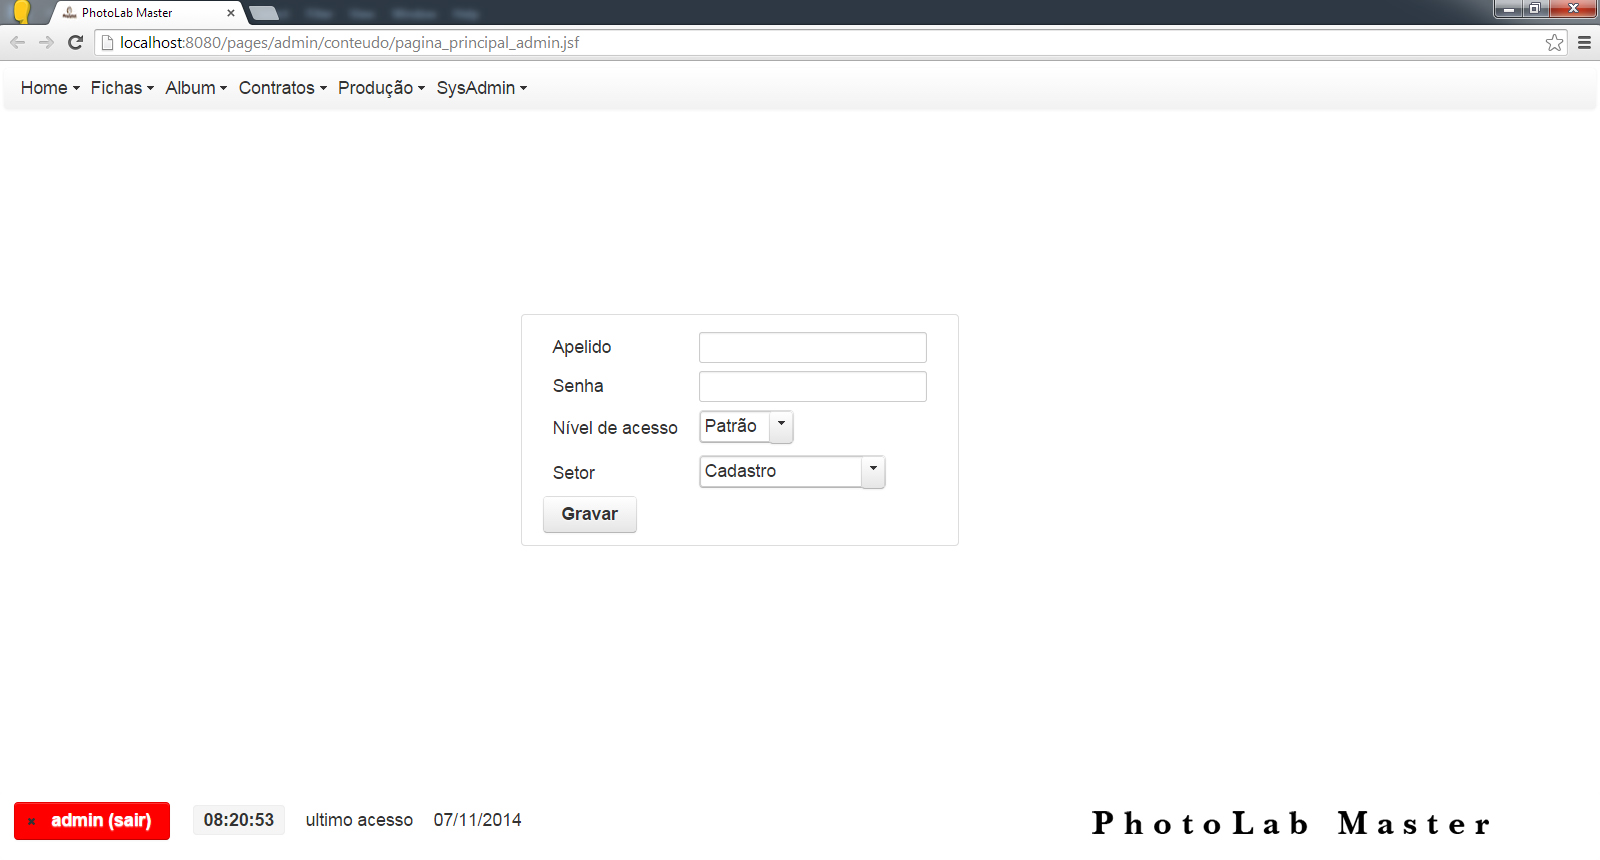 PhotoLab Master
localhost:8080/pages/admin/conteudo/pagina_principal_admin.jsf
Home Fichas Album Contratos Produção SysAdmin
Apelido
Senha
Nível de acesso Patrão
Setor Cadastro
Gravar
admin (sair) 08:20:53 ultimo acesso 07/11/2014 PhotoLab Master